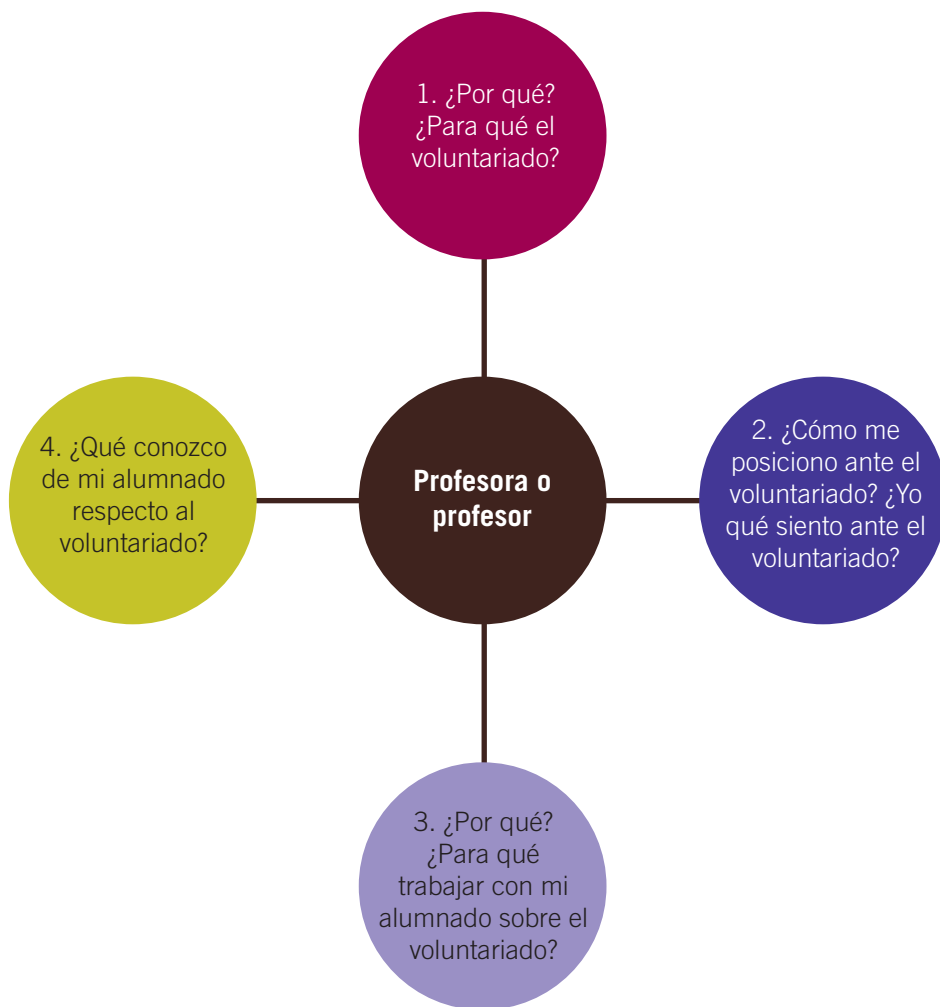 1. ¿Por qué?
¿Para qué el
voluntariado?
4. ¿Qué conozco
de mi alumnado
respecto al
voluntariado?
Profesora o
profesor
2. ¿Cómo me
posiciono ante el
voluntariado? ¿Yo
qué siento ante el
voluntariado?
3. ¿Por qué?
¿Para qué
trabajar con mi
alumnado sobre el
voluntariado?